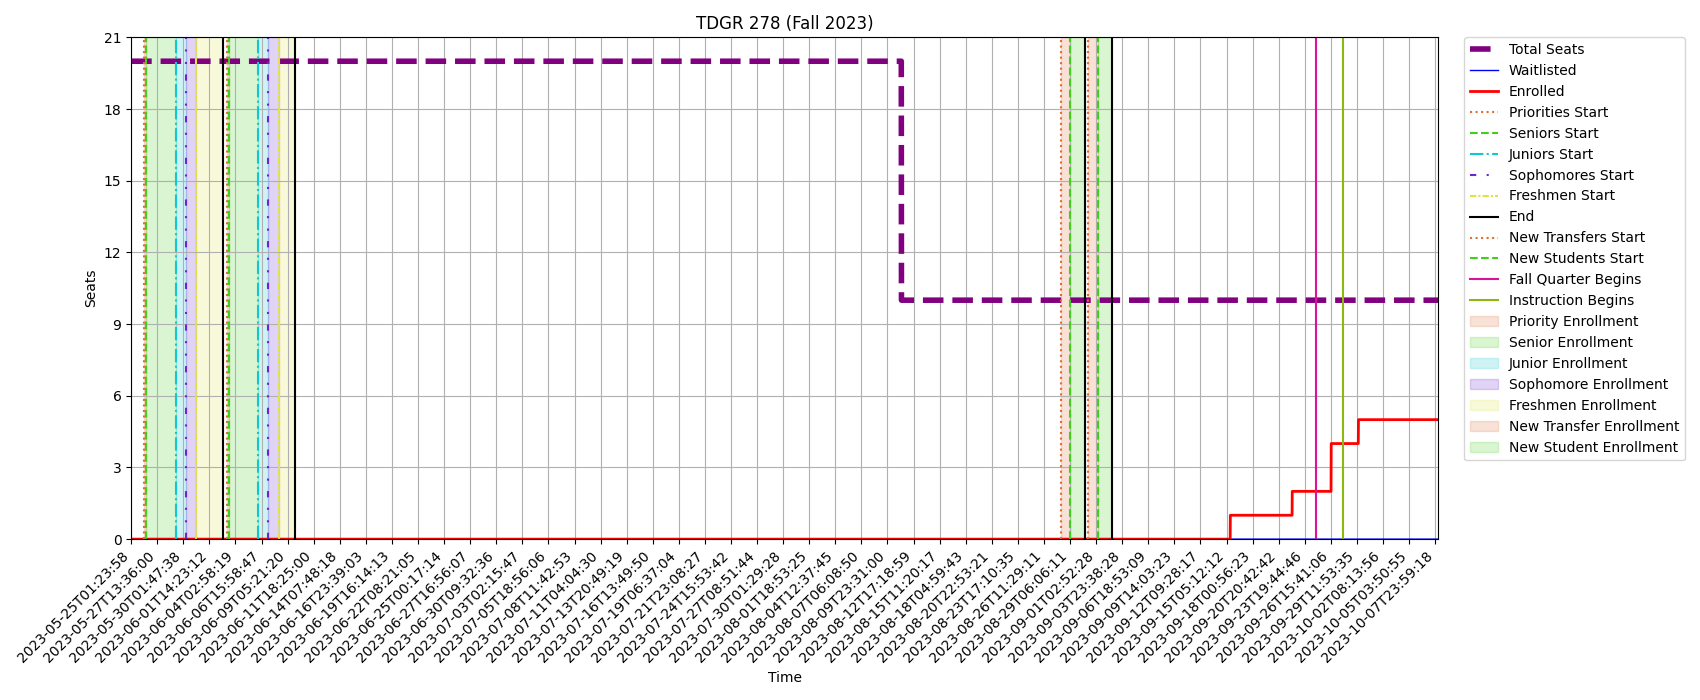 TDGR 278 (Fall 2023)
21
18
15
12
9
6
3
0
Seats
2023-05-25T01:23:58
2023-05-27T13:36:00
2023-05-30T01:47:38
2023-06-01T14:23:12
2023-06-04T02:58:19
2023-06-06T15:58:47
2023-06-09T05:21:20
2023-06-11T18:25:00
2023-06-14T07:48:18
2023-06-16T23:39:03
2023-06-19T16:14:13
2023-06-22T08:21:05
2023-06-25T00:17:14
2023-06-27T16:56:07
2023-06-30T09:32:36
2023-07-03T02:15:47
2023-07-05T18:56:06
2023-07-08T11:42:53
2023-07-11T04:04:30
2023-07-13T20:49:19
2023-07-16T13:49:50
2023-07-19T06:37:04
2023-07-21T23:08:27
2023-07-24T15:53:42
2023-07-27T08:51:44
2023-07-30T01:29:28
2023-08-01T18:53:25
2023-08-04T12:37:45
2023-08-07T06:08:50
2023-08-09T23:31:00
2023-08-12T17:18:59
2023-08-15T11:20:17
2023-08-18T04:59:43
2023-08-20T22:53:21
2023-08-23T17:10:35
2023-08-26T11:29:11
2023-08-29T06:06:11
2023-09-01T02:52:28
2023-09-03T23:38:28
2023-09-06T18:53:09
2023-09-09T14:03:23
2023-09-12T09:28:17
2023-09-15T05:12:12
2023-09-18T00:56:23
2023-09-20T20:42:42
2023-09-23T19:44:46
2023-09-26T15:41:06
2023-09-29T11:53:35
2023-10-02T08:13:56
2023-10-05T03:50:55
2023-10-07T23:59:18
Time
Total Seats
Waitlisted
Enrolled
Priorities Start
Seniors Start
Juniors Start
Sophomores Start
Freshmen Start
End
New Transfers Start
New Students Start
Fall Quarter Begins
Instruction Begins
Priority Enrollment
Senior Enrollment
Junior Enrollment
Sophomore Enrollment
Freshmen Enrollment
New Transfer Enrollment
New Student Enrollment